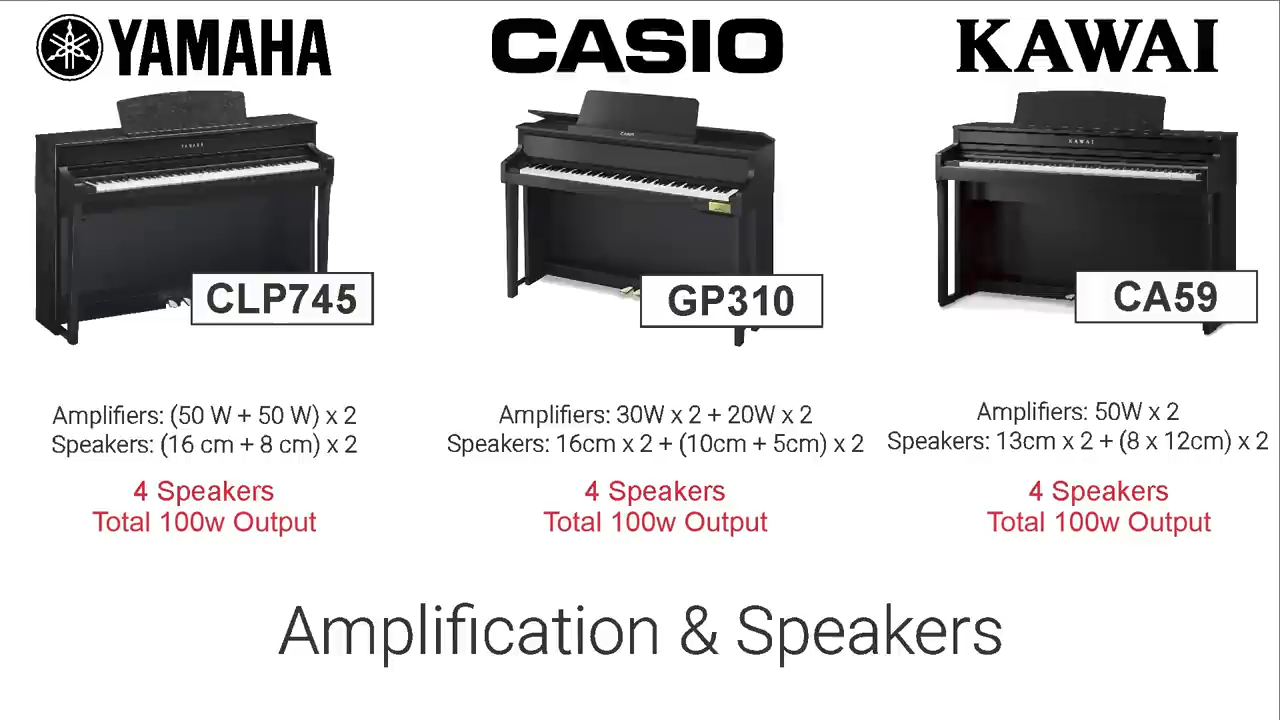 YAMAHA
CLP745
Amplifiers: (50 W + 50 W) x 2
Speakers: (16 cm + 8 cm) x 2
4 Speakers
Total 100w Output
CASIO
GP310
Amplifiers: 30W x 2 + 20W x 2
Speakers: 16cm x 2 + (10cm + 5cm) x 2
4 Speakers
Total 100w Output
KAWAI
KAWAI
CA59
Amplifiers: 50W x 2
Speakers: 13cm x 2 + (8 x 12cm) x 2
4 Speakers
Total 100w Output
Amplification & Speakers